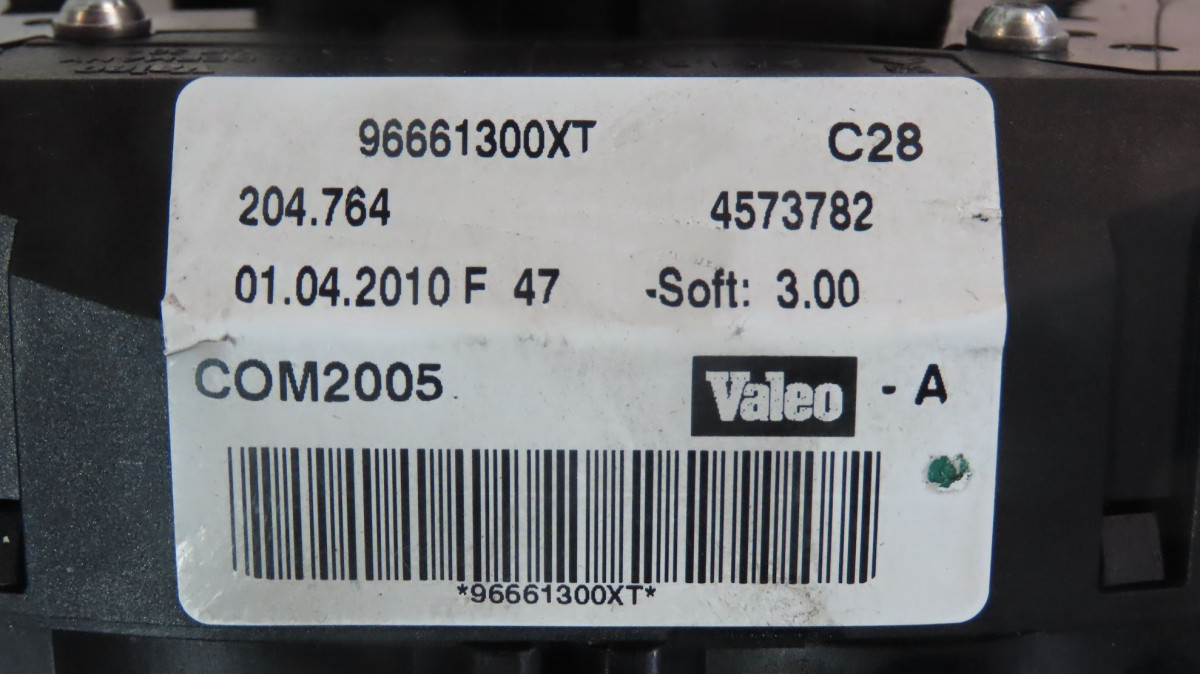 96661300XT C28
204.764 4573782
01.04.2010 F 47 -Soft: 3.00
COM2005 Valeo - A
*96661300XT*